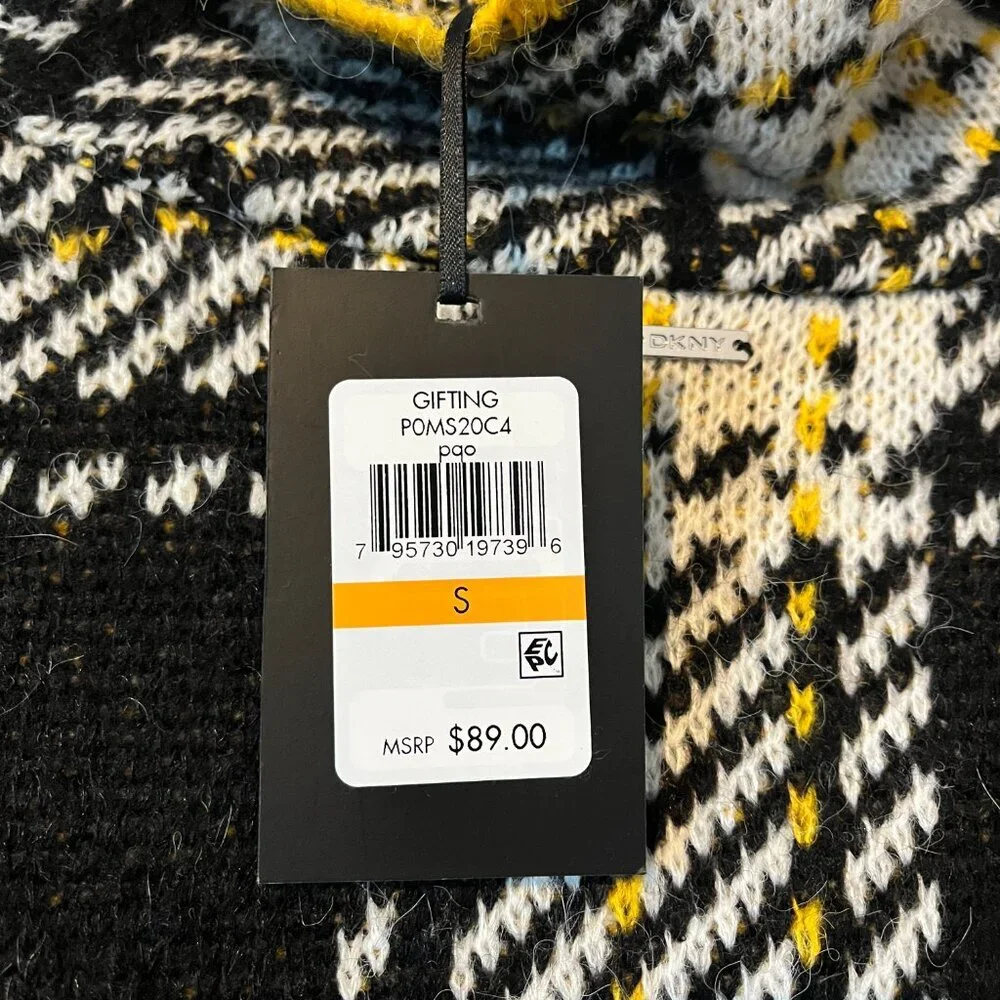 DKNY
GIFTING
P0MS20C4
pqo
7 95730 19739 6
S
EPC
MSRP $89.00